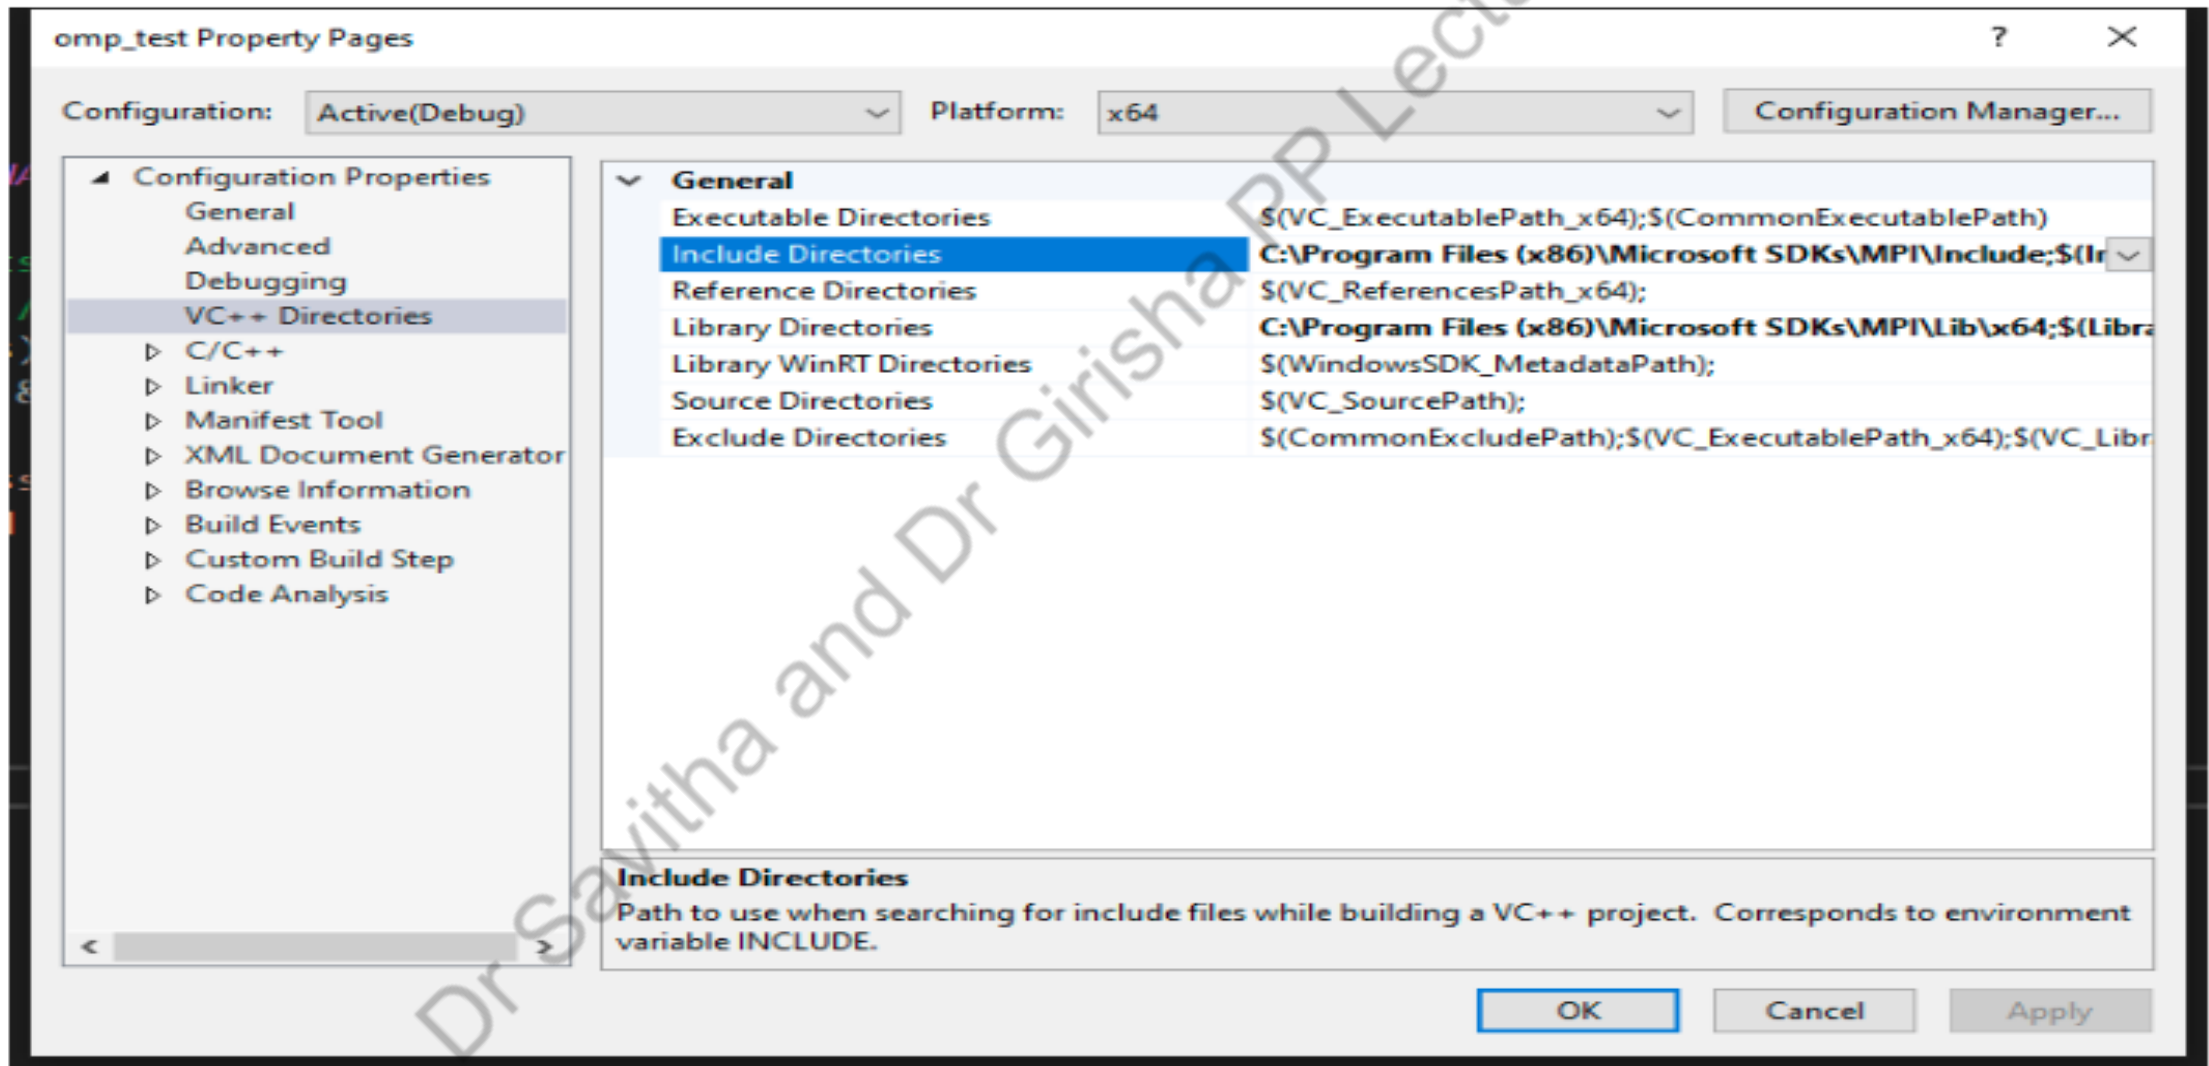 omp_test Property Pages
?
Configuration: Active(Debug) Platform: x64 Configuration Manager...
Configuration Properties
General
Advanced
Debugging
VC++ Directories
C/C++
Linker
Manifest Tool
XML Document Generator
Browse Information
Build Events
Custom Build Step
Code Analysis
General
Executable Directories $(VC_ExecutablePath_x64);$(CommonExecutablePath)
Include Directories C:\Program Files (x86)\Microsoft SDKs\MPI\Include;$(Ir
Reference Directories $(VC_ReferencesPath_x64);
Library Directories C:\Program Files (x86)\Microsoft SDKs\MPI\Lib\x64;$(Libra
Library WinRT Directories $(WindowsSDK_MetadataPath);
Source Directories $(VC_SourcePath);
Exclude Directories $(CommonExcludePath);$(VC_ExecutablePath_x64);$(VC_Libr
Include Directories
Path to use when searching for include files while building a VC++ project. Corresponds to environment
variable INCLUDE.
OK Cancel Apply
Dr Savitha and Dr Girisha PP Lectu